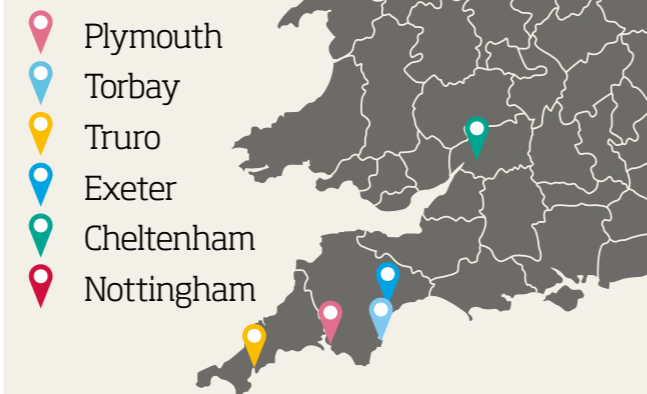 Plymouth
Torbay
Truro
Exeter
Cheltenham
Nottingham